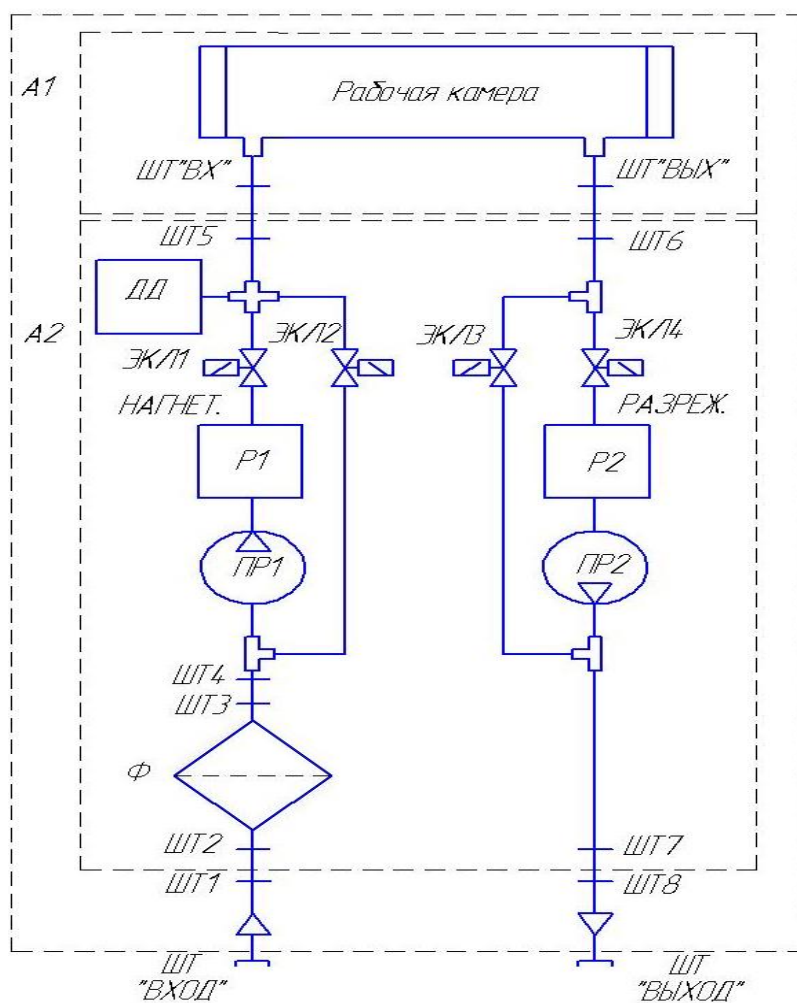 А1
Рабочая камера
ШТ"ВХ"
ШТ"ВЫХ"
ШТ5
ШТ6
ДД
А2
ЭКЛ1
ЭКЛ2
ЭКЛ3
ЭКЛ4
НАГНЕТ.
РАЗРЕЖ.
Р1
Р2
ПР1
ПР2
ШТ4
ШТ3
Ф
ШТ2
ШТ7
ШТ1
ШТ8
ШТ
"ВХОД"
ШТ
"ВЫХОД"